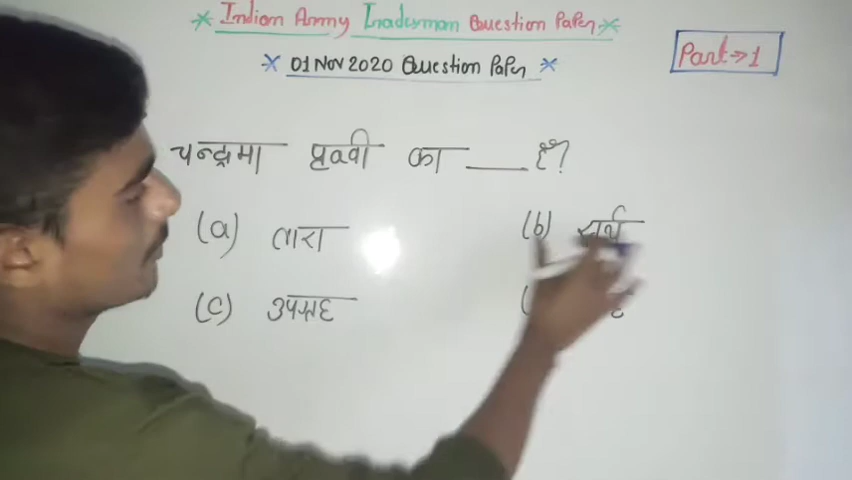 Indian Army Tradesman Question Paper
01 Nov 2020 Question Paper
Part → 1
चन्द्रमा पृथ्वी का ___ है?
(a) तारा (b) सूर्य
(c) उपग्रह